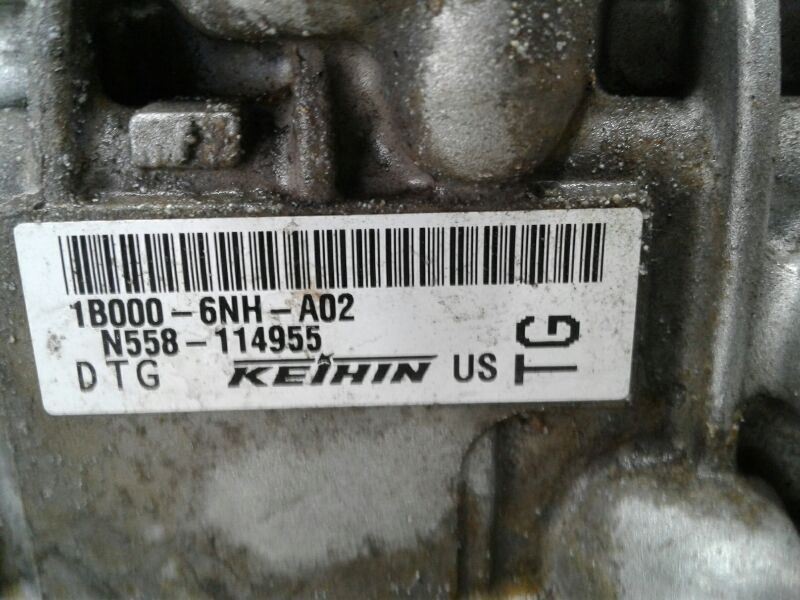 1B000-6NH-A02
N558-114955
DTG KEIHIN US TG